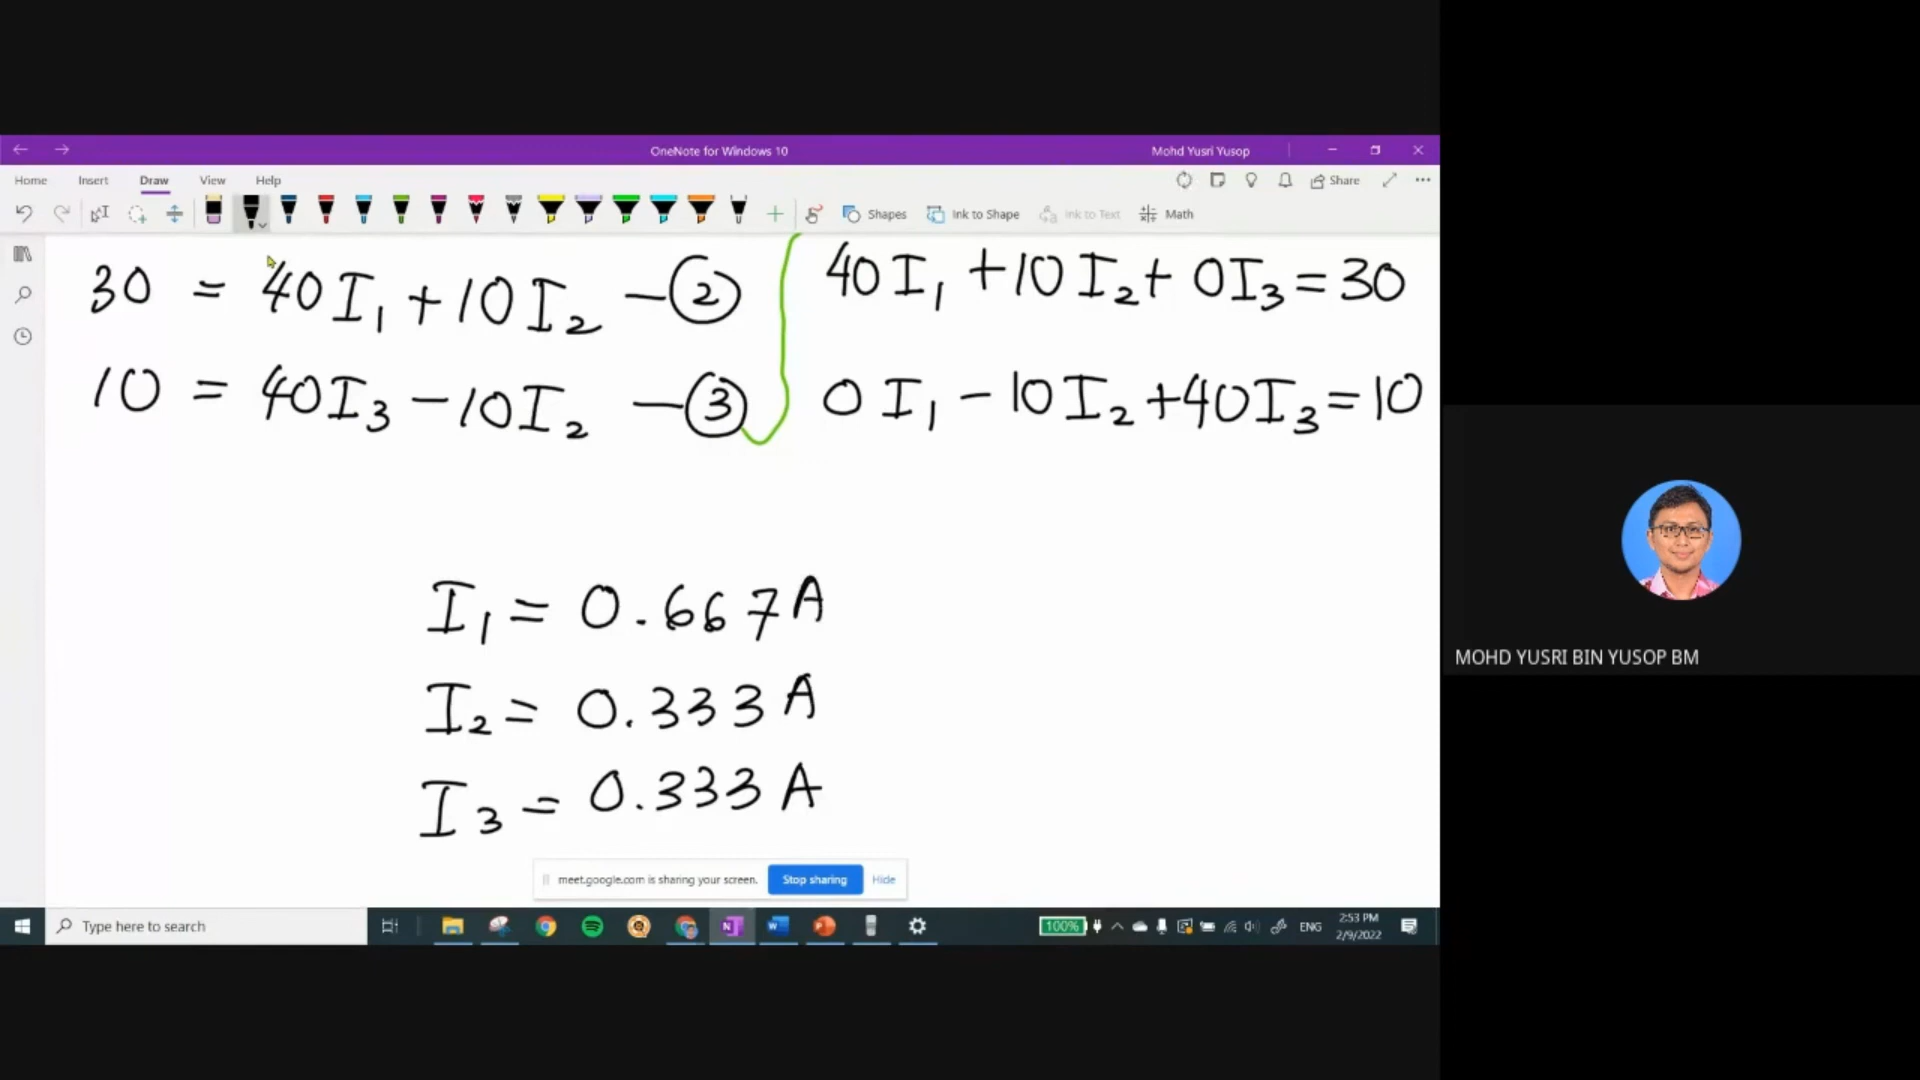 OneNote for Windows 10
Mohd Yusri Yusop
Home Insert Draw View Help
Share
Shapes Ink to Shape Ink to Text Math
30 = 40I₁ + 10I₂ — ②
10 = 40I₃ − 10I₂ — ③
40I₁ + 10I₂ + 0I₃ = 30
0I₁ − 10I₂ + 40I₃ = 10
I₁ = 0.667A
I₂ = 0.333A
I₃ = 0.333A
meet.google.com is sharing your screen. Stop sharing Hide
Type here to search
100%
ENG
2:53 PM
2/9/2022
MOHD YUSRI BIN YUSOP BM